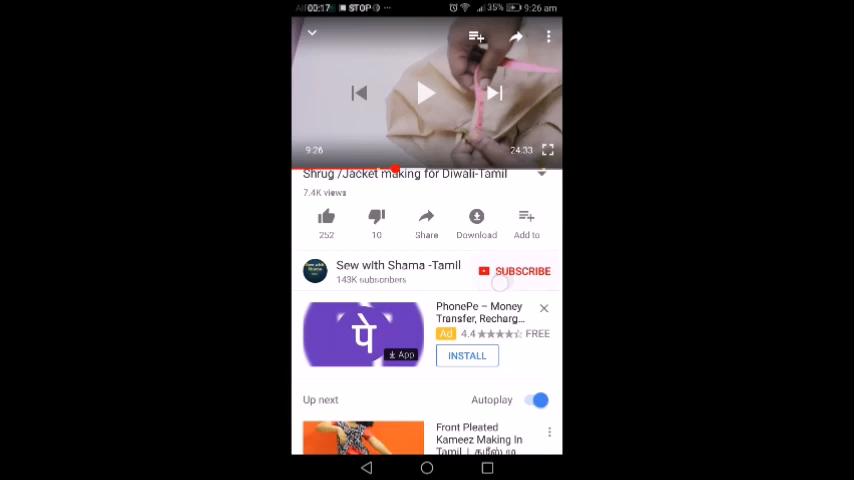 00:17 STOP 35% 9:26 am
9:26 24:33
Shrug /Jacket making for Diwali-Tamil
7.4K views
252 10 Share Download Add to
Sew with Shama -Tamil
143K subscribers
SUBSCRIBE
पे
App
PhonePe – Money
Transfer, Recharg...
Ad 4.4 FREE
INSTALL
Up next Autoplay
Front Pleated
Kameez Making In
Tamil |